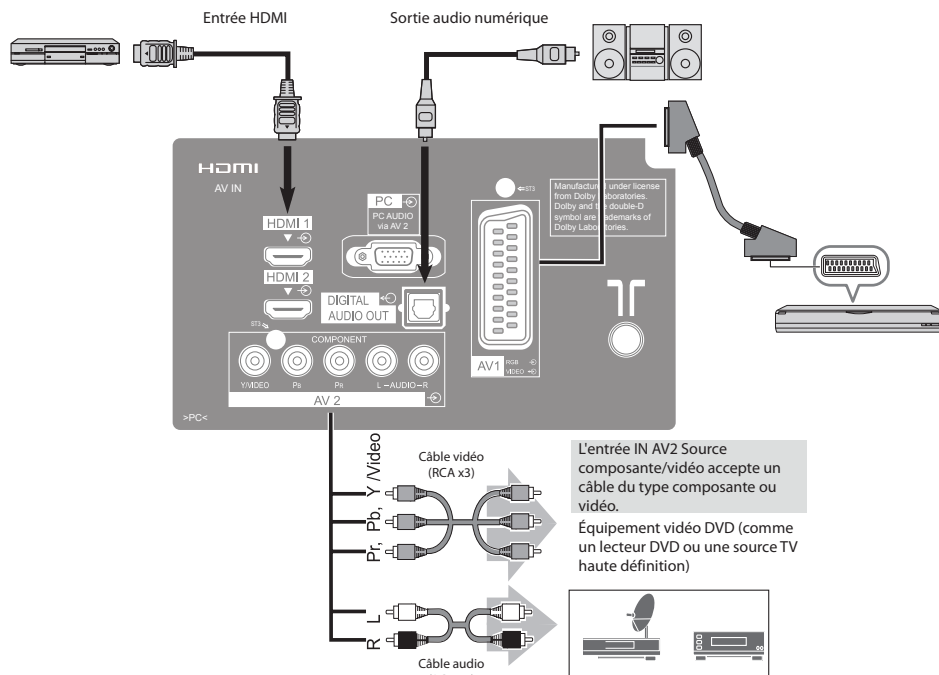 Entrée HDMI
Sortie audio numérique
HDMI
AV IN
HDMI 1
HDMI 2
PC
PC AUDIO
via AV 2
DIGITAL
AUDIO OUT
ST3
Manufactured under license
from Dolby Laboratories.
Dolby and the double-D
symbol are trademarks of
Dolby Laboratories.
ST3
COMPONENT
Y/VIDEO
PB
PR
L –AUDIO–R
AV 2
AV1
RGB
VIDEO
>PC<
Y /Video
Pb,
Pr,
L
R
Câble vidéo
(RCA x3)
L'entrée IN AV2 Source
composante/vidéo accepte un
câble du type composante ou
vidéo.
Équipement vidéo DVD (comme
un lecteur DVD ou une source TV
haute définition)
Câble audio